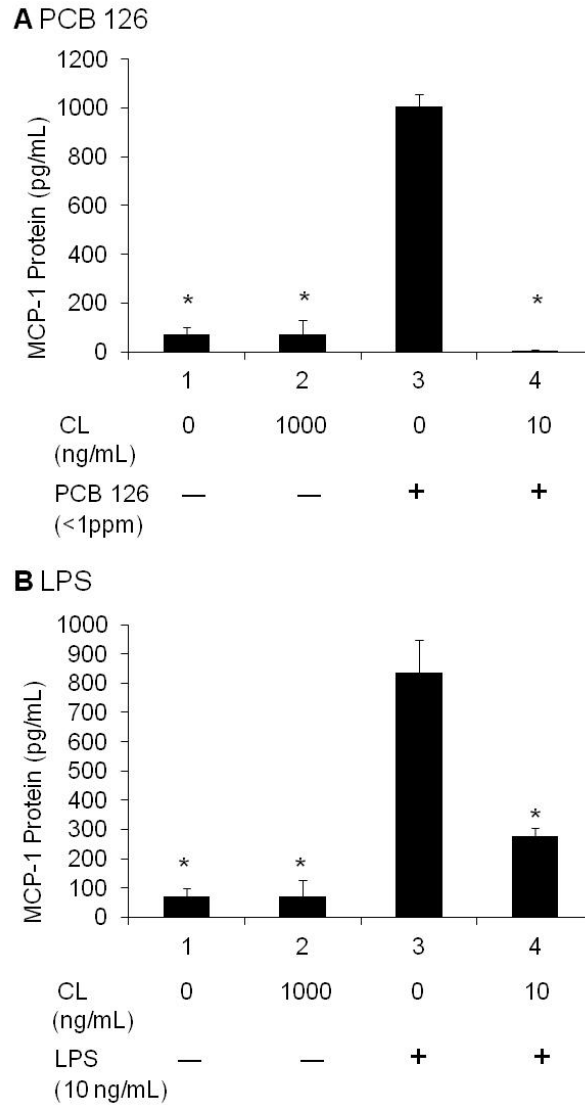 A PCB 126
1200
1000
800
600
400
200
0
MCP-1 Protein (pg/mL)
* * *
1 2 3 4
CL 0 1000 0 10
(ng/mL)
PCB 126 — — + +
(<1ppm)
B LPS
1000
900
800
700
600
500
400
300
200
100
0
MCP-1 Protein (pg/mL)
* * *
1 2 3 4
CL 0 1000 0 10
(ng/mL)
LPS — — + +
(10 ng/mL)